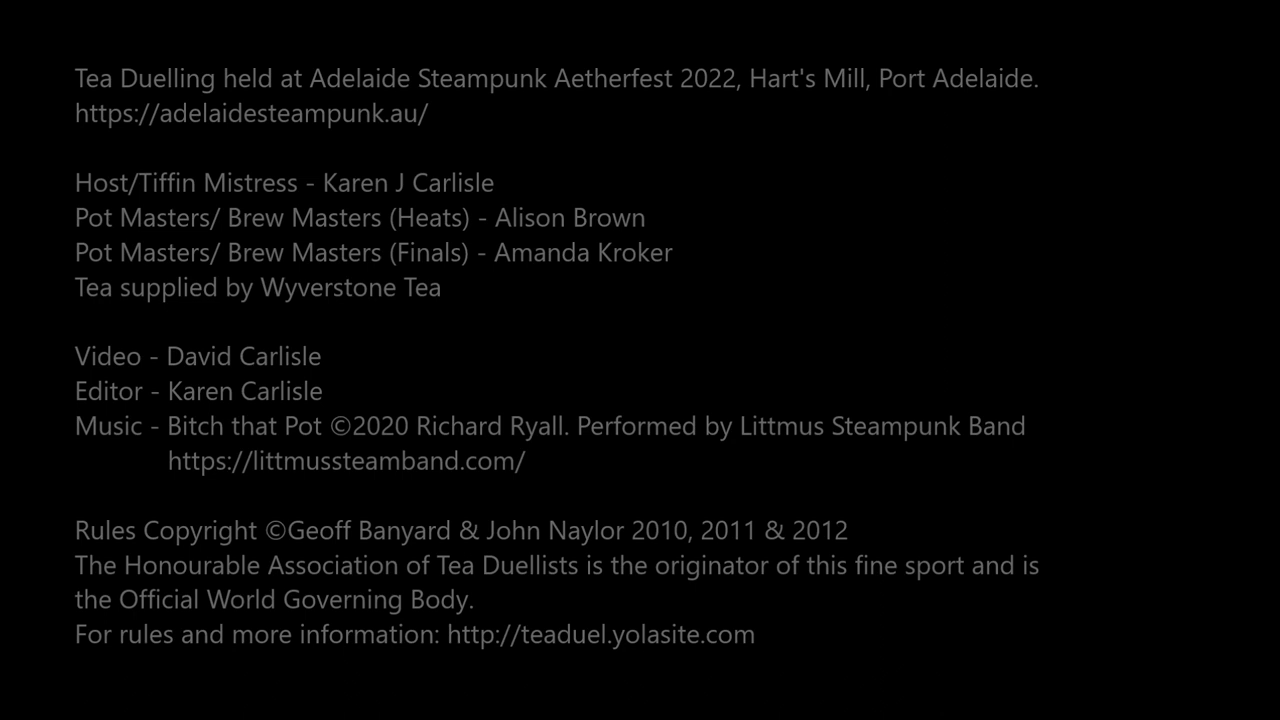 Tea Duelling held at Adelaide Steampunk Aetherfest 2022, Hart's Mill, Port Adelaide.
https://adelaidesteampunk.au/
Host/Tiffin Mistress - Karen J Carlisle
Pot Masters/ Brew Masters (Heats) - Alison Brown
Pot Masters/ Brew Masters (Finals) - Amanda Kroker
Tea supplied by Wyverstone Tea
Video - David Carlisle
Editor - Karen Carlisle
Music - Bitch that Pot ©2020 Richard Ryall. Performed by Littmus Steampunk Band
https://littmussteamband.com/
Rules Copyright ©Geoff Banyard & John Naylor 2010, 2011 & 2012
The Honourable Association of Tea Duellists is the originator of this fine sport and is
the Official World Governing Body.
For rules and more information: http://teaduel.yolasite.com